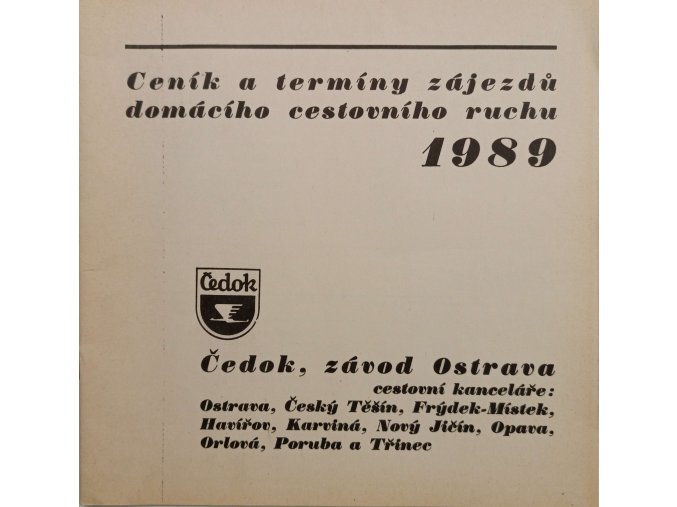 Ceník a termíny zájezdů
domácího cestovního ruchu
1989
Čedok
Čedok, závod Ostrava
cestovní kanceláře:
Ostrava, Český Těšín, Frýdek-Místek,
Havířov, Karviná, Nový Jičín, Opava,
Orlová, Poruba a Třinec